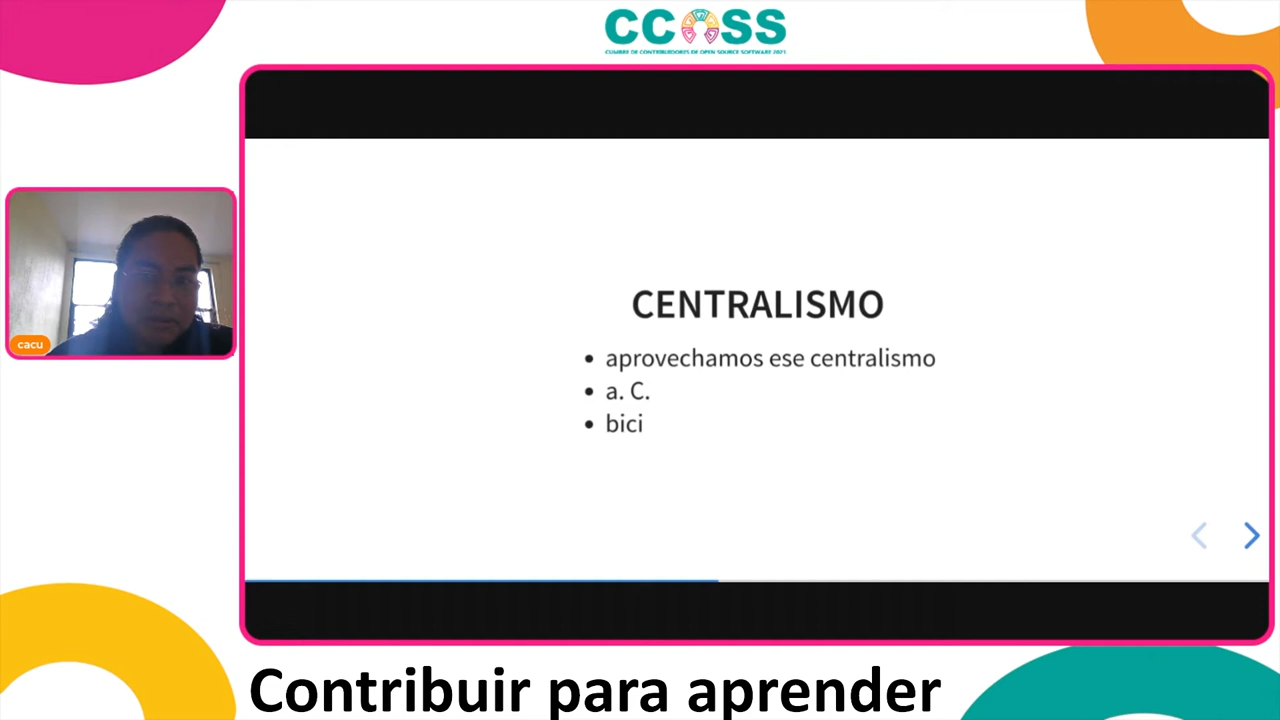 CCOSS
CUMBRE DE CONTRIBUIDORES DE OPEN SOURCE SOFTWARE 2021
CENTRALISMO
• aprovechamos ese centralismo
• a. C.
• bici
cacu
Contribuir para aprender